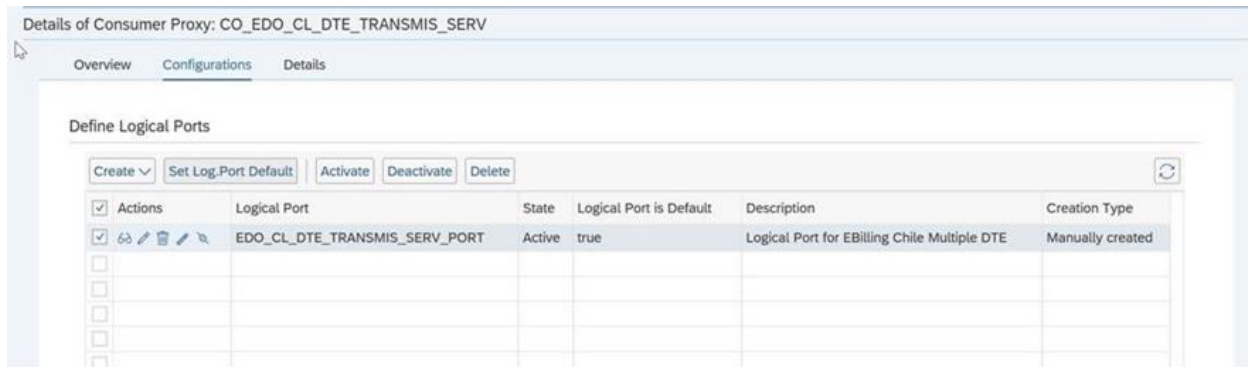 Details of Consumer Proxy: CO_EDO_CL_DTE_TRANSMIS_SERV
Overview Configurations Details
Define Logical Ports
Create Set Log.Port Default Activate Deactivate Delete
Actions Logical Port State Logical Port is Default Description Creation Type
EDO_CL_DTE_TRANSMIS_SERV_PORT Active true Logical Port for EBilling Chile Multiple DTE Manually created